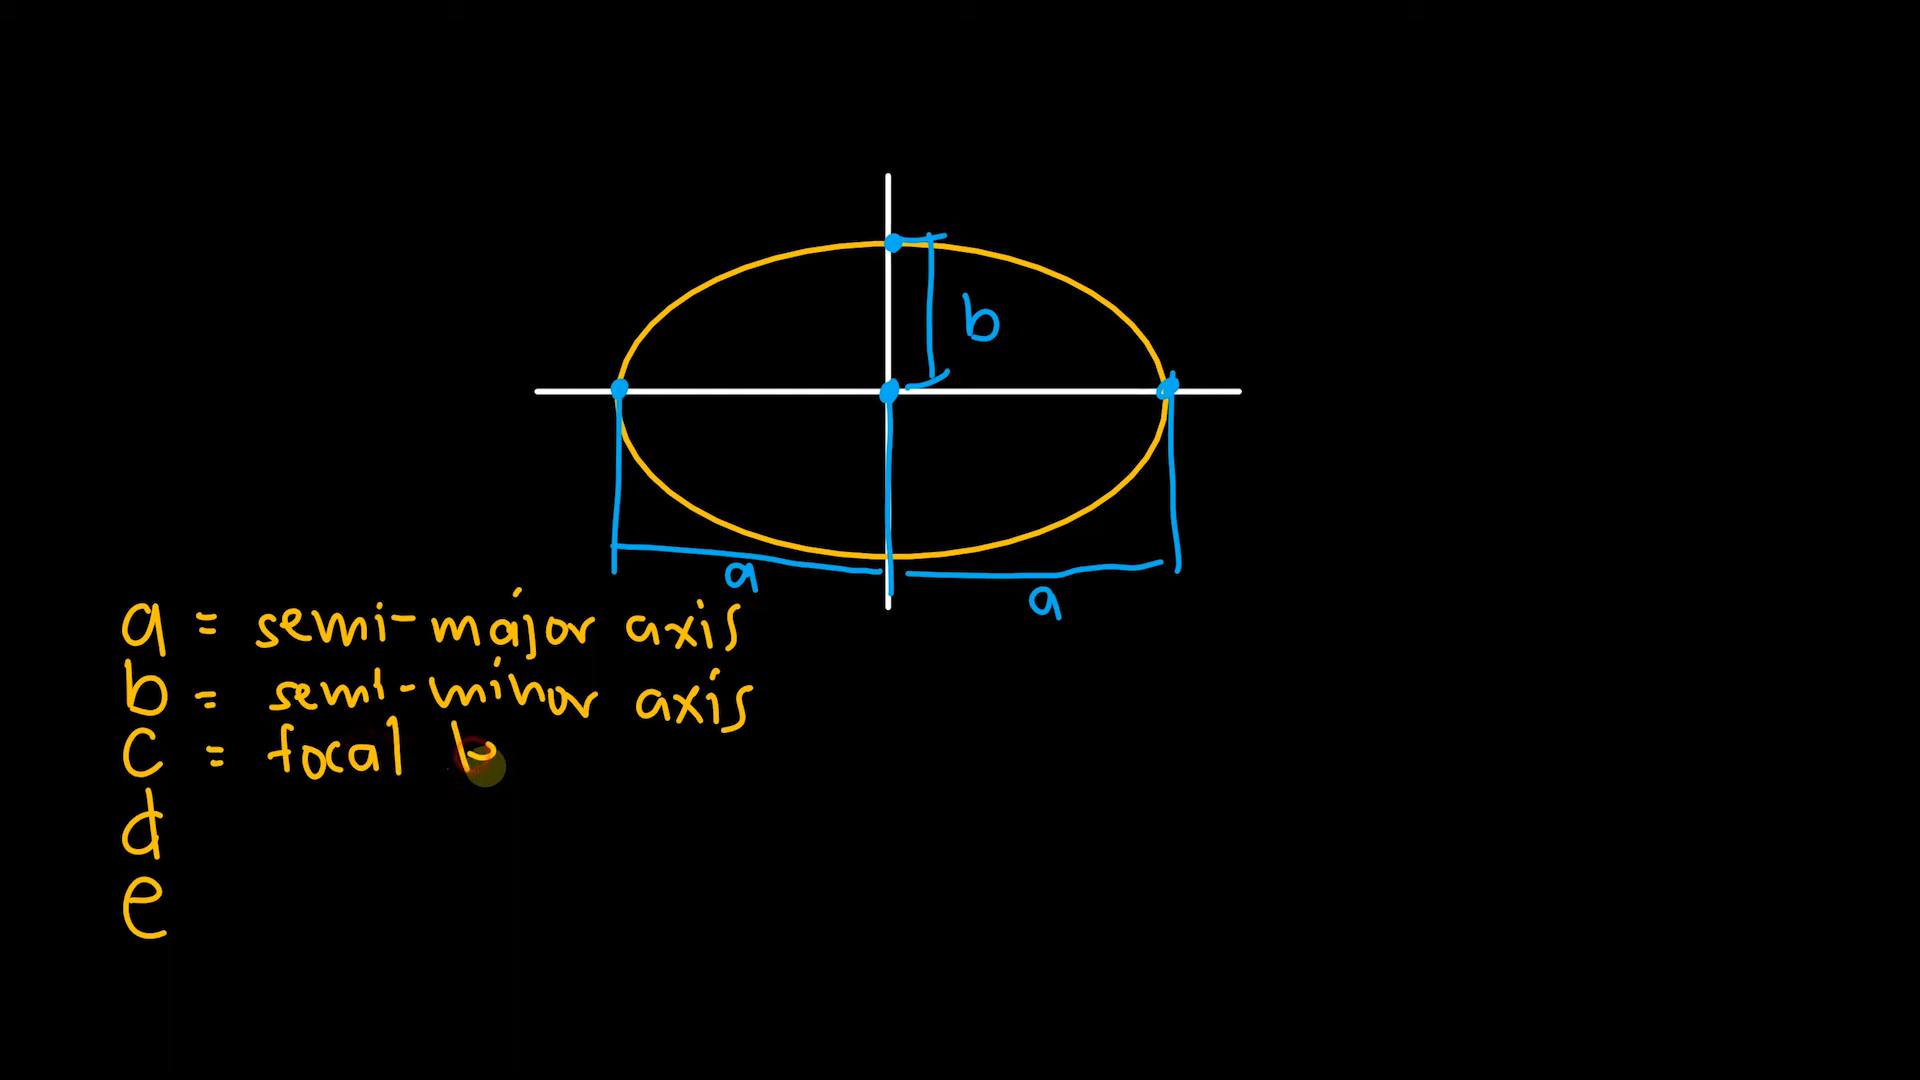 b
a
a
a = semi-major axis
b = semi-minor axis
c = focal
d
e